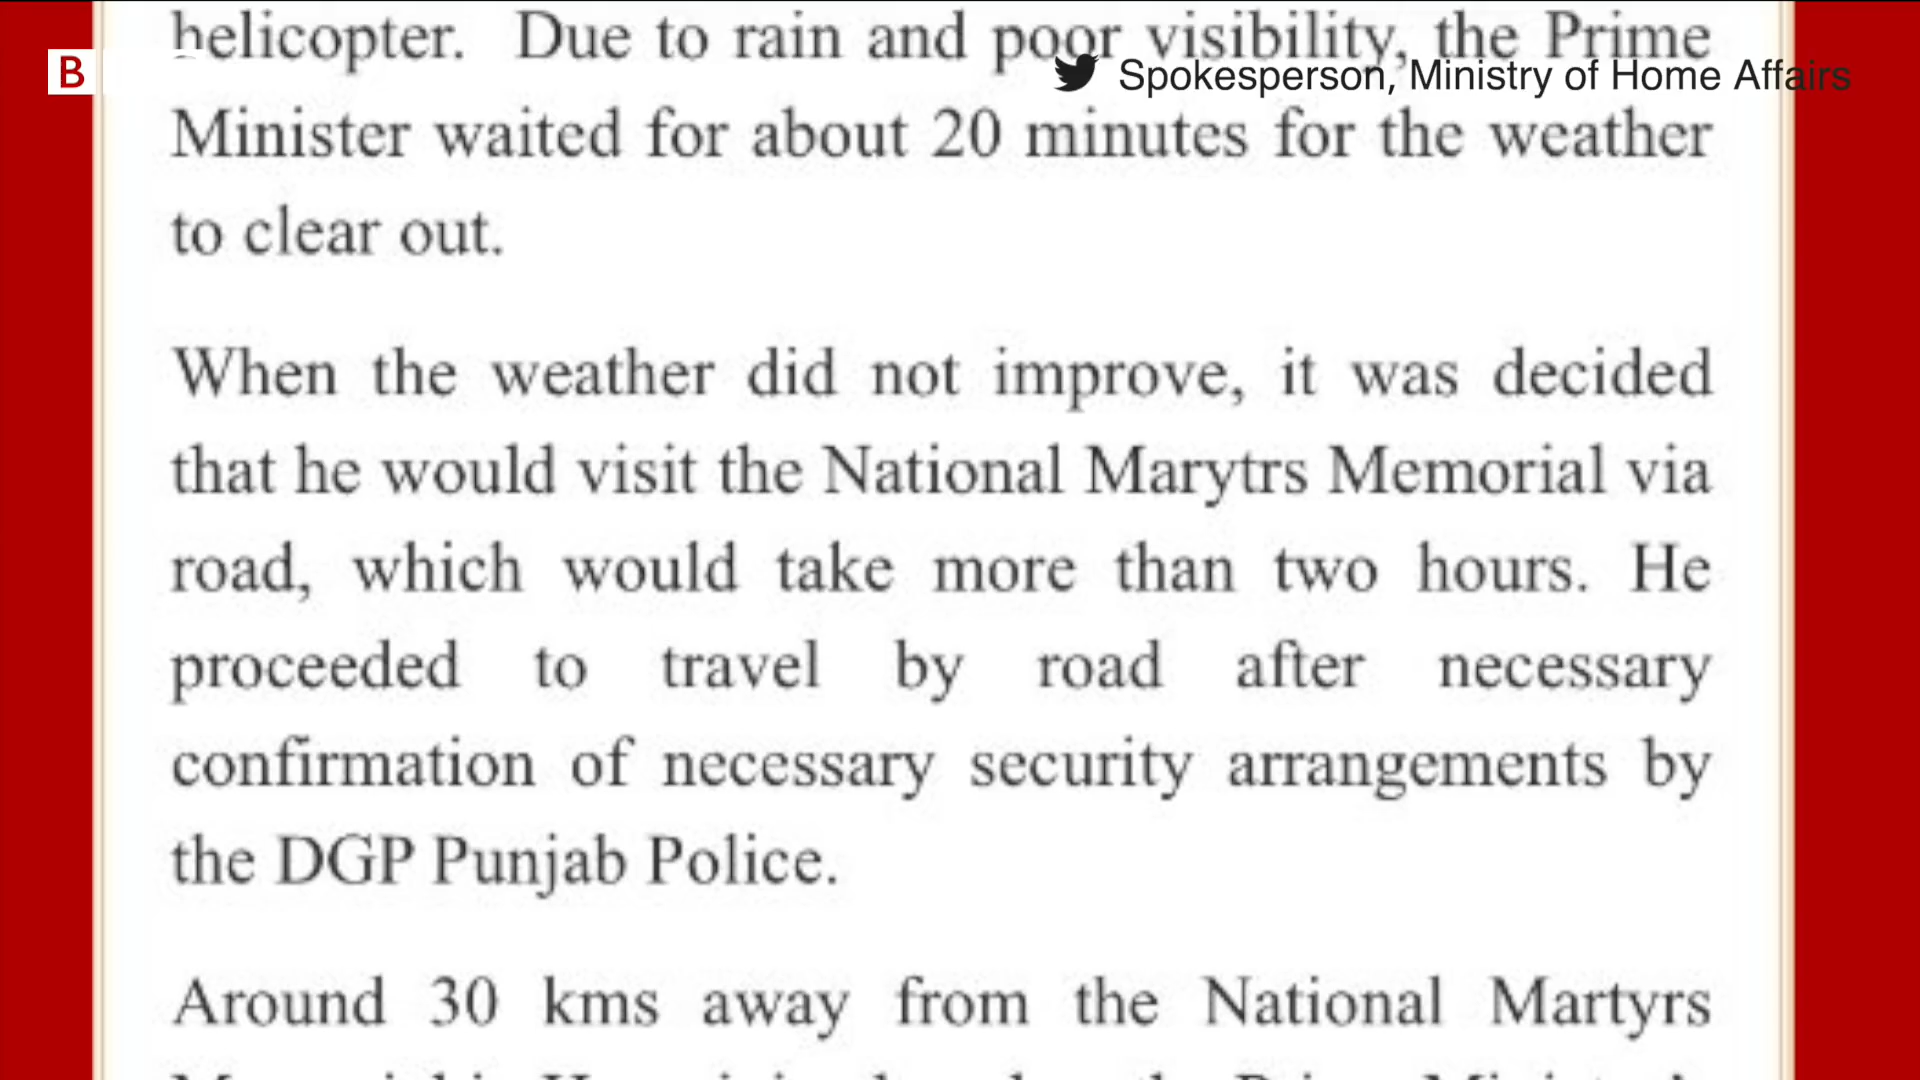 helicopter. Due to rain and poor visibility, the Prime
B
Spokesperson, Ministry of Home Affairs
Minister waited for about 20 minutes for the weather
to clear out.
When the weather did not improve, it was decided
that he would visit the National Marytrs Memorial via
road, which would take more than two hours. He
proceeded to travel by road after necessary
confirmation of necessary security arrangements by
the DGP Punjab Police.
Around 30 kms away from the National Martyrs